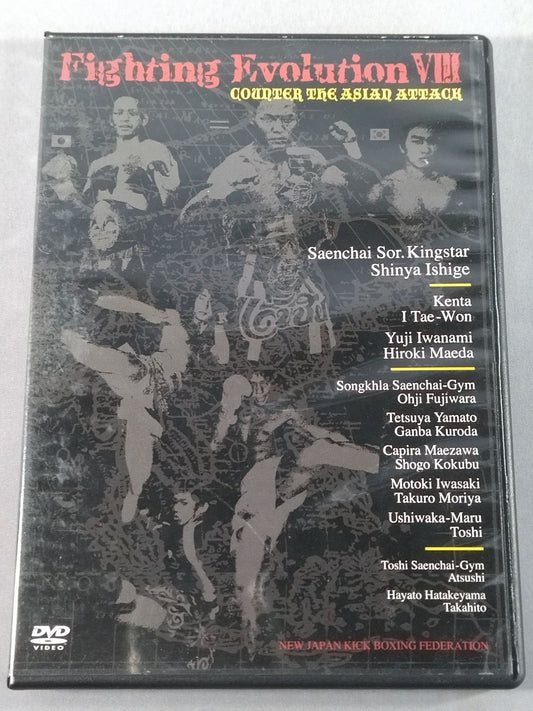 Fighting Evolution VIII
COUNTER THE ASIAN ATTACK
Saenchai Sor. Kingstar
Shinya Ishige
Kenta
I Tae-Won
Yuji Iwanami
Hiroki Maeda
Songkhla Saenchai-Gym
Ohji Fujiwara
Tetsuya Yamato
Ganba Kuroda
Capira Maezawa
Shogo Kokubu
Motoki Iwasaki
Takuro Moriya
Ushiwaka-Maru
Toshi
Toshi Saenchai-Gym
Atsushi
Hayato Hatakeyama
Takahito
DVD
VIDEO
NEW JAPAN KICK BOXING FEDERATION